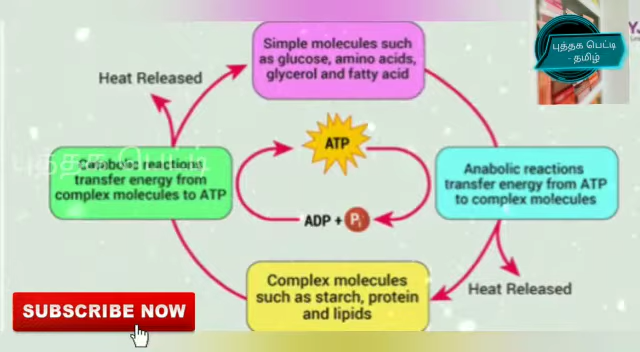 Simple molecules such
as glucose, amino acids,
glycerol and fatty acid
Heat Released
புத்தக பெட்டி
- தமிழ்
YJ
ATP
புத்தக பெட்டி
Catabolic reactions
transfer energy from
complex molecules to ATP
Anabolic reactions
transfer energy from ATP
to complex molecules
ADP + Pi
Complex molecules
such as starch, protein
and lipids
Heat Released
SUBSCRIBE NOW